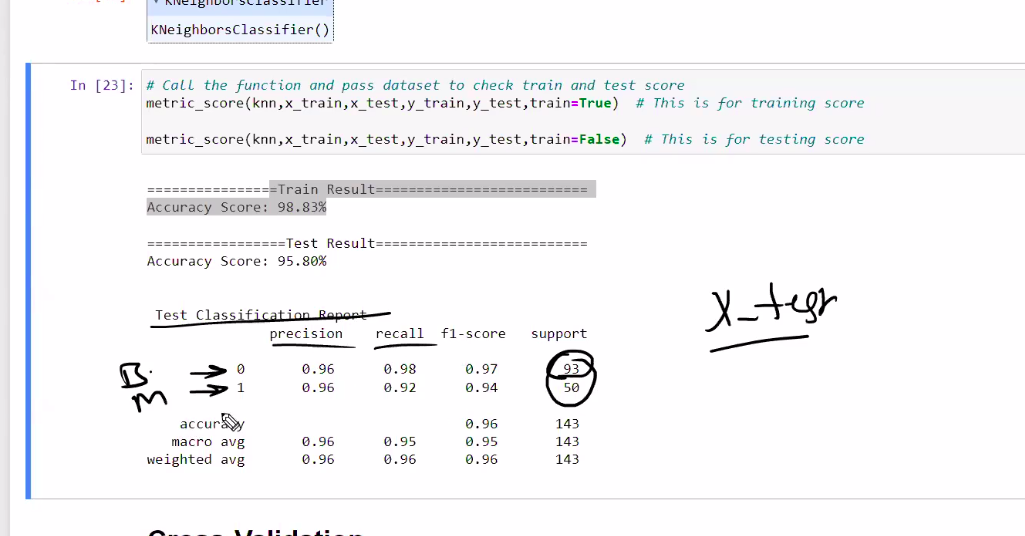 KNeighborsClassifier
KNeighborsClassifier()
In [23]: # Call the function and pass dataset to check train and test score
metric_score(knn,x_train,x_test,y_train,y_test,train=True) # This is for training score
metric_score(knn,x_train,x_test,y_train,y_test,train=False) # This is for testing score
================Train Result==========================
Accuracy Score: 98.83%
=================Test Result==========================
Accuracy Score: 95.80%
X_test
Test Classification Report
precision recall f1-score support
B. 0 0.96 0.98 0.97 93
M 1 0.96 0.92 0.94 50
accuracy 0.96 143
macro avg 0.96 0.95 0.95 143
weighted avg 0.96 0.96 0.96 143
Cross Validation